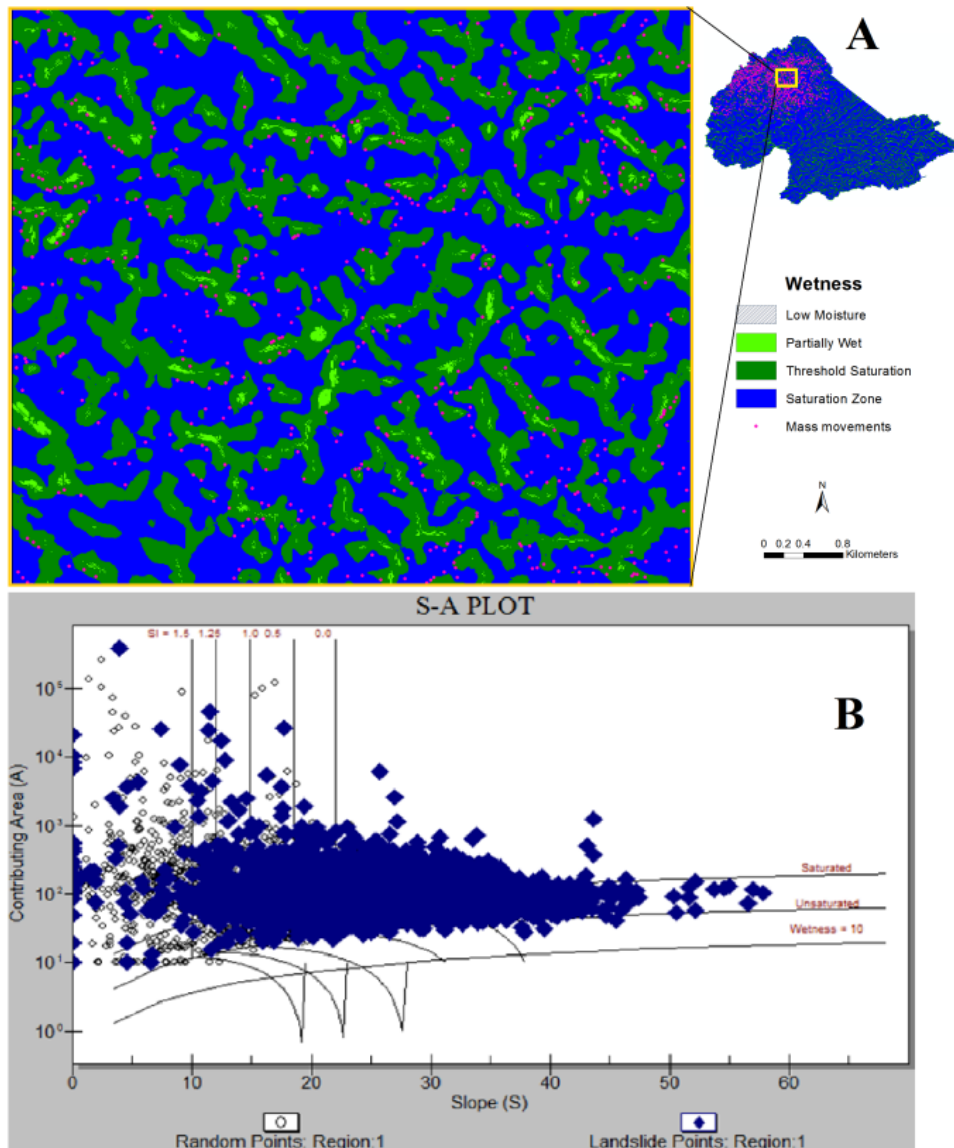 A
Wetness
Low Moisture
Partially Wet
Threshold Saturation
Saturation Zone
Mass movements
N
0 0.2 0.4 0.8
Kilometers
S-A PLOT
SI = 1.5 1.25 1.0 0.5 0.0
B
10⁵
10⁴
10³
10²
10¹
10⁰
Contributing Area (A)
Saturated
Unsaturated
Wetness = 10
0 10 20 30 40 50 60
Slope (S)
Random Points: Region:1
Landslide Points: Region:1